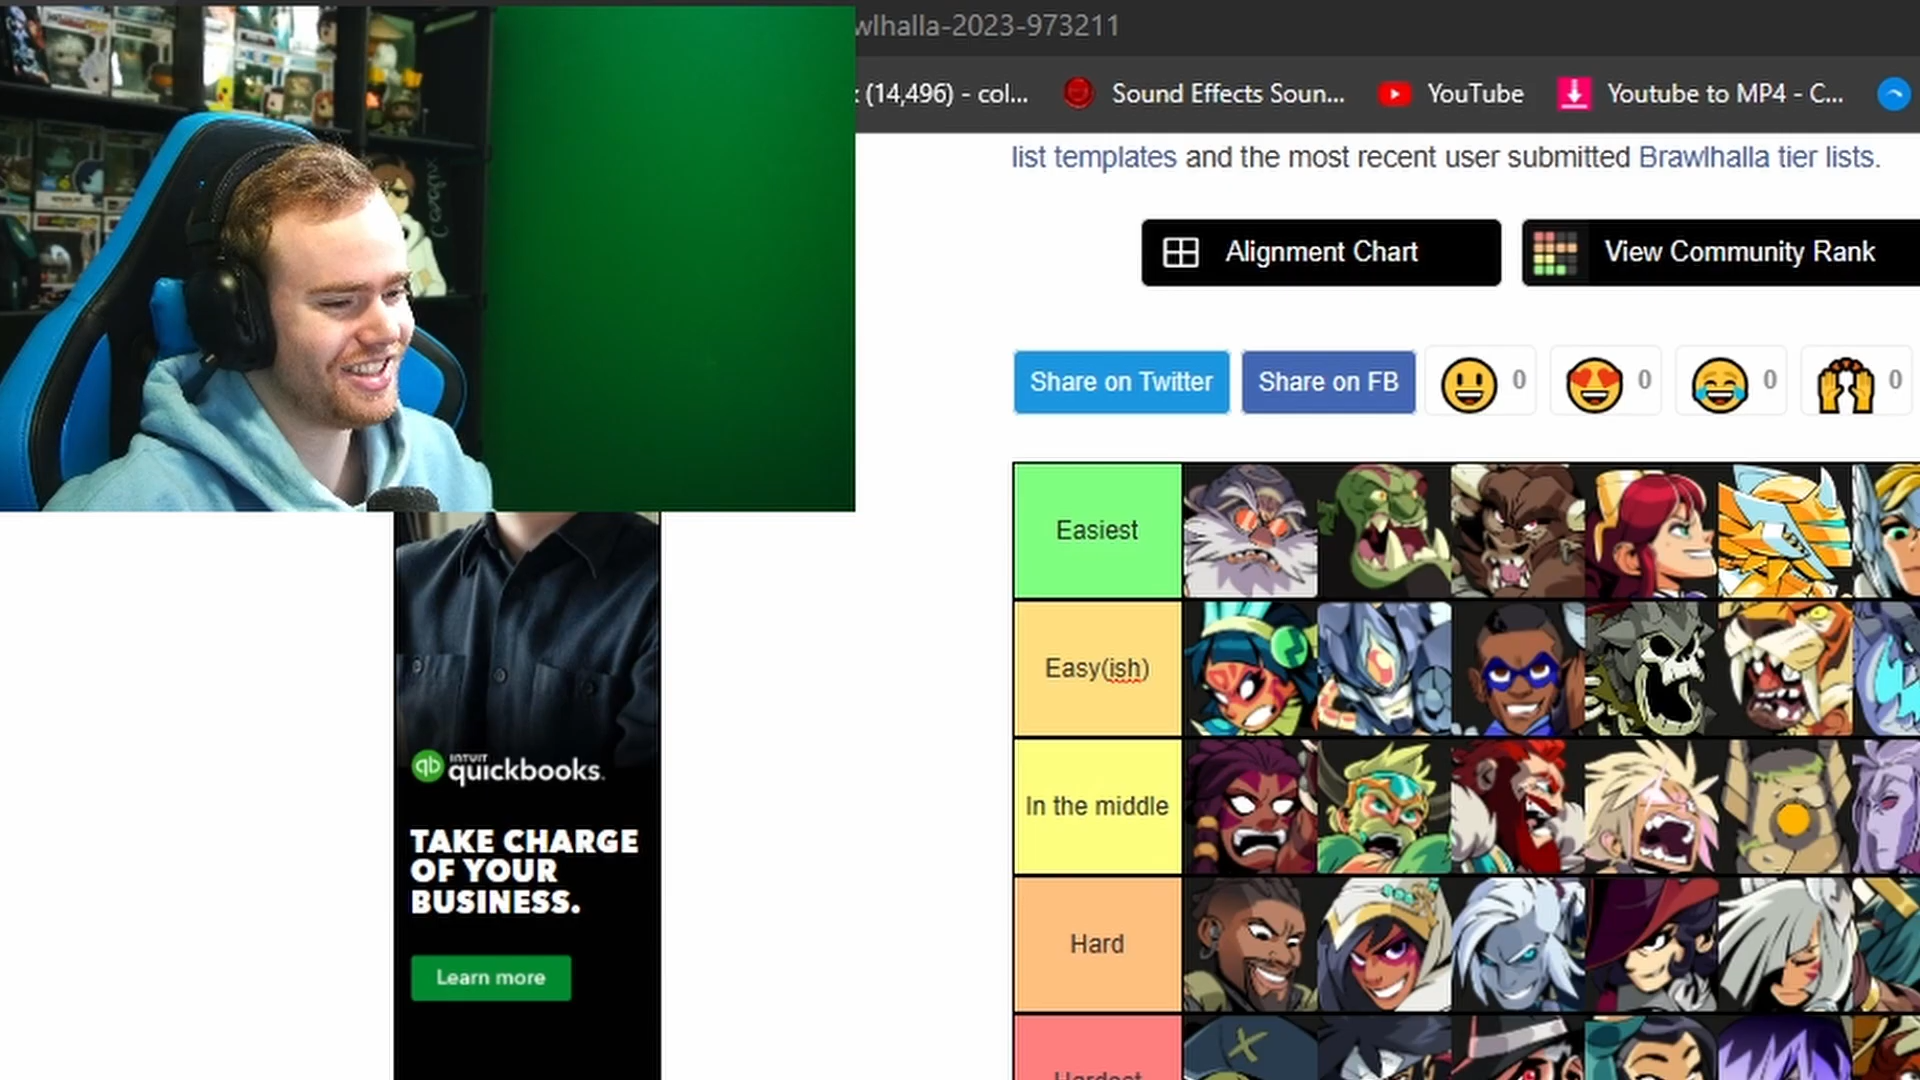 wlhalla-2023-973211
(14,496) - col...
Sound Effects Soun...
YouTube
Youtube to MP4 - C...
list templates and the most recent user submitted Brawlhalla tier lists.
Alignment Chart
View Community Rank
Share on Twitter
Share on FB
0
0
0
0
Easiest
Easy(ish)
In the middle
Hard
Hardest
qb
INTUIT
quickbooks.
TAKE CHARGE
OF YOUR
BUSINESS.
Learn more